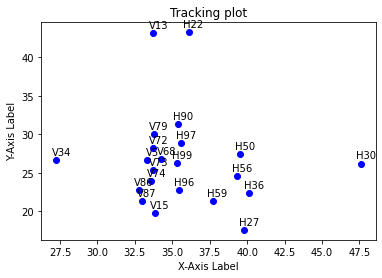 Tracking plot
V13
H22
40
H90
V79
35
V72
H97
V68
H50
V34
H99
H30
30
V73
H56
V74
H96
H36
25
V87
H59
V15
20
H27
27.5 30.0 32.5 35.0 37.5 40.0 42.5 45.0 47.5
X-Axis Label
Y-Axis Label